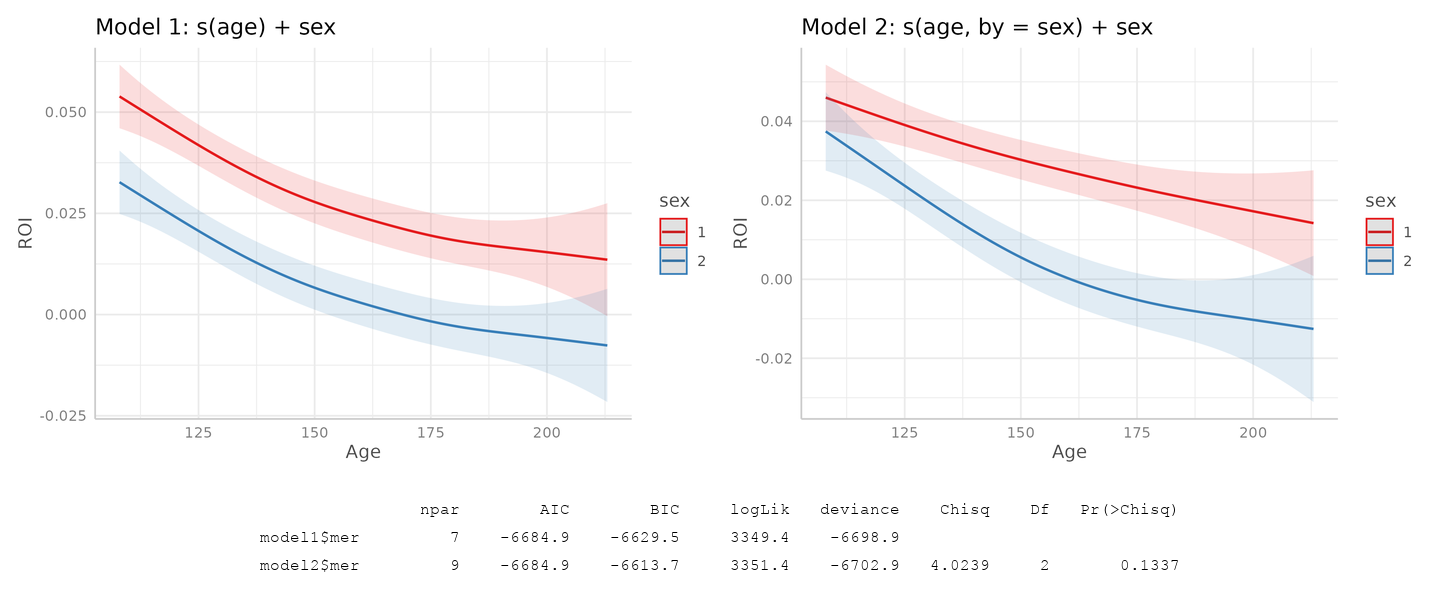 Model 1: s(age) + sex
ROI
0.050
0.025
0.000
-0.025
125 150 175 200
Age
sex
1
2
Model 2: s(age, by = sex) + sex
ROI
0.04
0.02
0.00
-0.02
125 150 175 200
Age
sex
1
2
npar AIC BIC logLik deviance Chisq Df Pr(>Chisq)
model1$mer 7 -6684.9 -6629.5 3349.4 -6698.9
model2$mer 9 -6684.9 -6613.7 3351.4 -6702.9 4.0239 2 0.1337